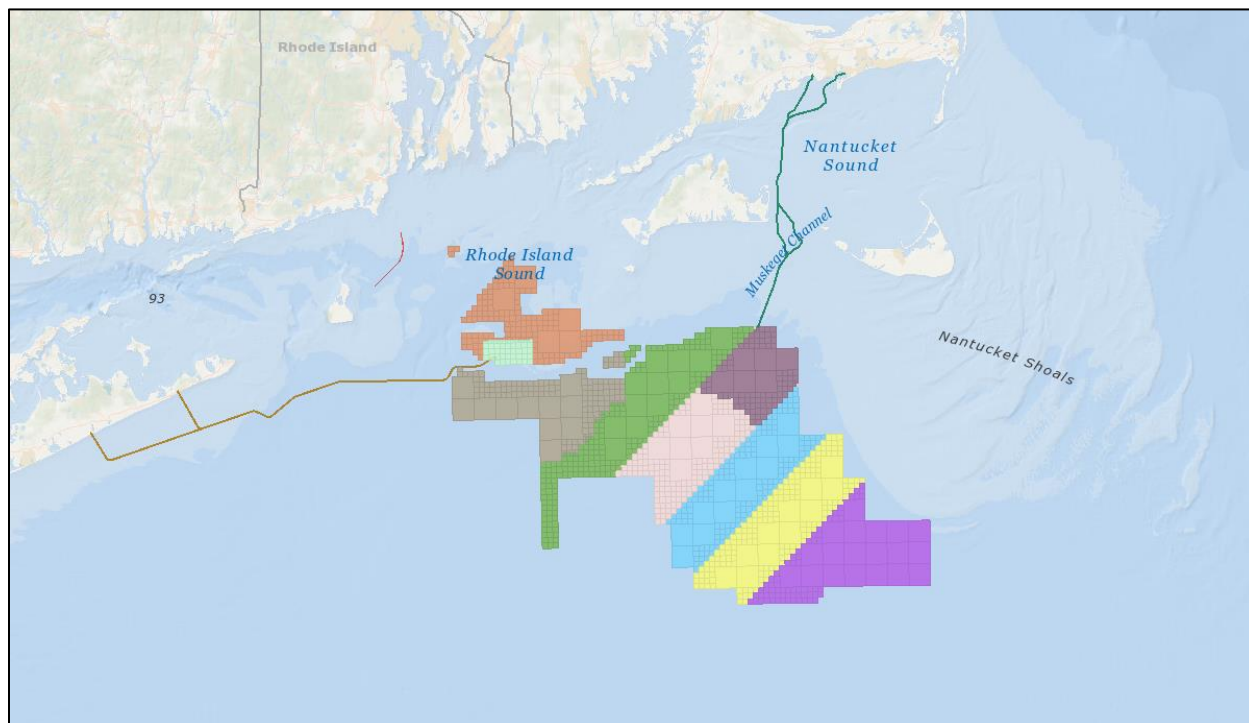 Rhode Island
Nantucket
Sound
Muskeget Channel
Rhode Island
Sound
93
Nantucket Shoals